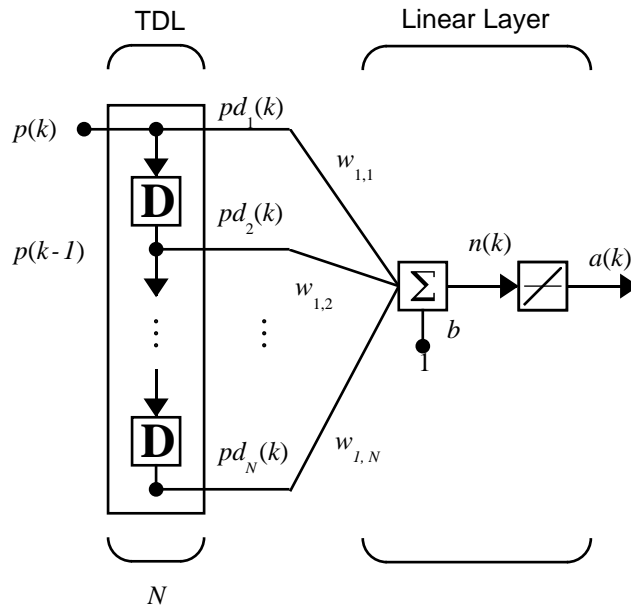 TDL Linear Layer
p(k) pd1(k)
w1,1
D
p(k-1) pd2(k)
n(k) a(k)
w1,2
Σ
b
1
D
pdN(k) w1, N
N